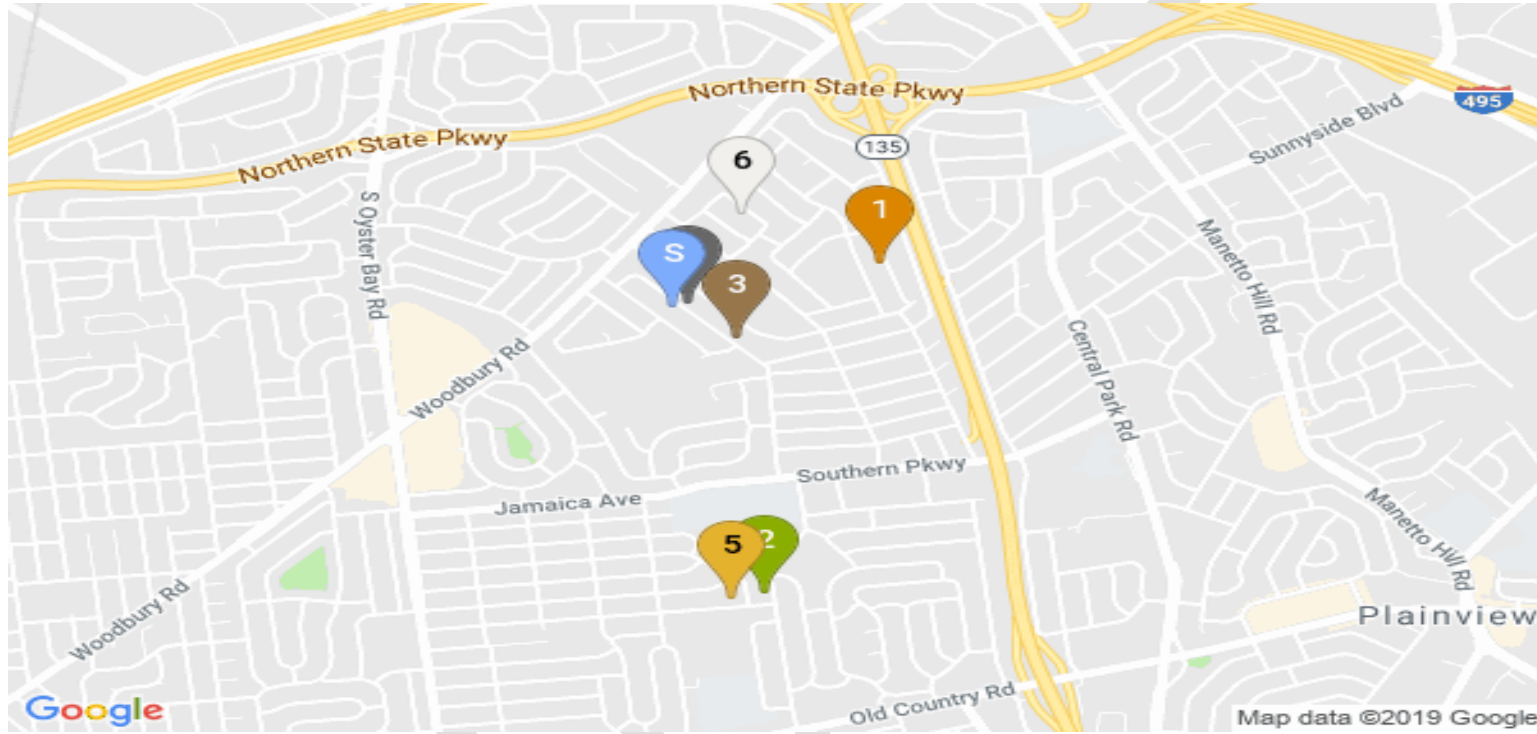 Northern State Pkwy
495
Northern State Pkwy
135
Sunnyside Blvd
6
S Oyster Bay Rd
1
Manetto Hill Rd
S
3
Central Park Rd
Woodbury Rd
Southern Pkwy
Jamaica Ave
Manetto Hill Rd
5
2
Woodbury Rd
Plainview
Old Country Rd
Google
Map data ©2019 Google